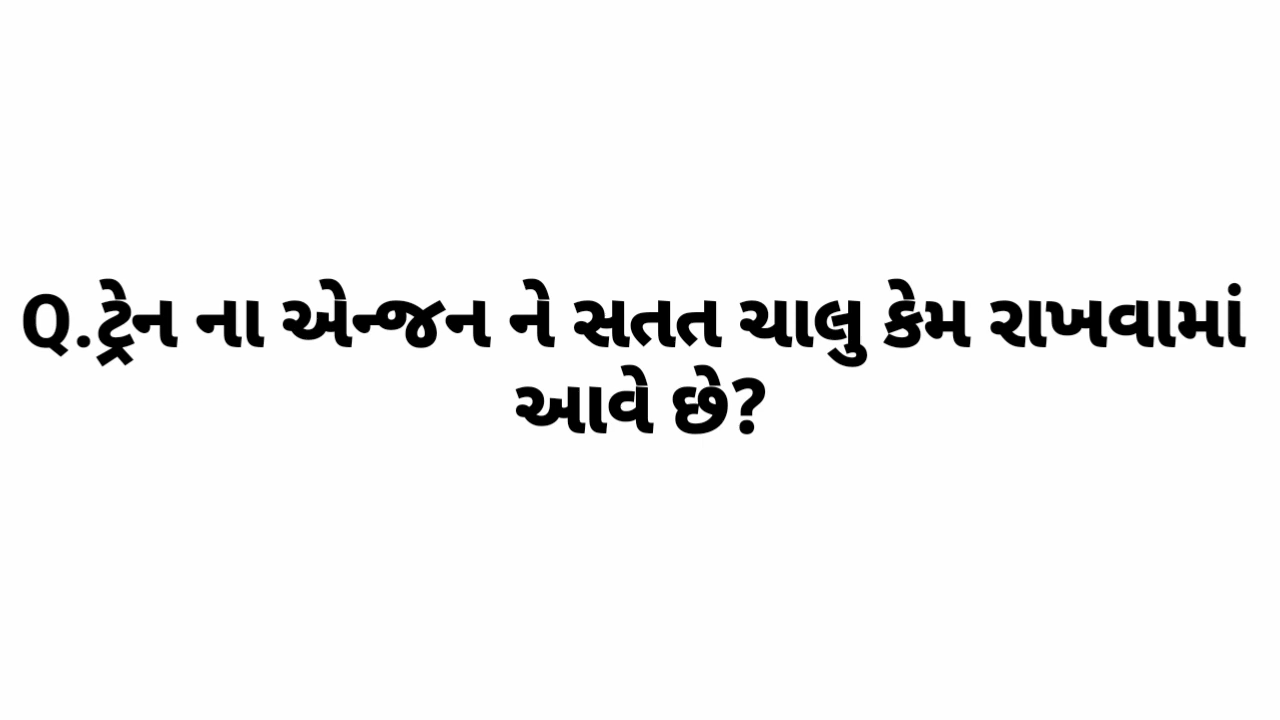 Q.ટ્રેન ના એન્જન ને સતત ચાલુ કેમ રાખવામાં
આવે છે?